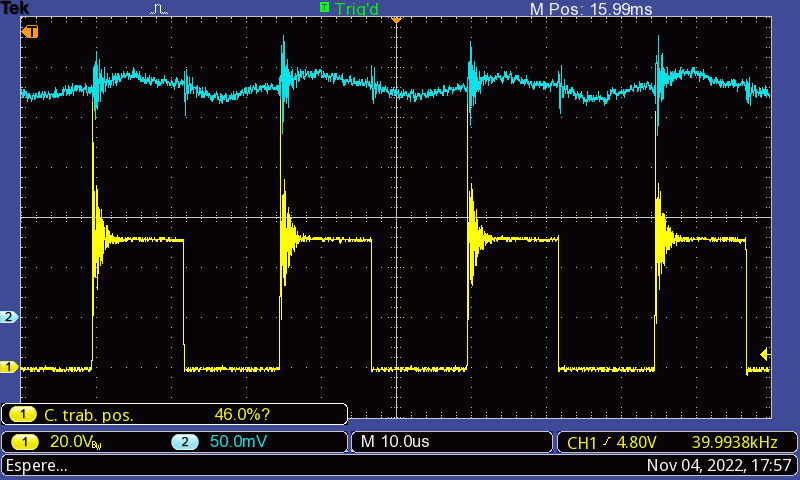 Tek T Trig'd M Pos: 15.99ms
T
2
1
1 C. trab. pos. 46.0%?
1 20.0VBW 2 50.0mV M 10.0us CH1 4.80V 39.9938kHz
Espere... Nov 04, 2022, 17:57